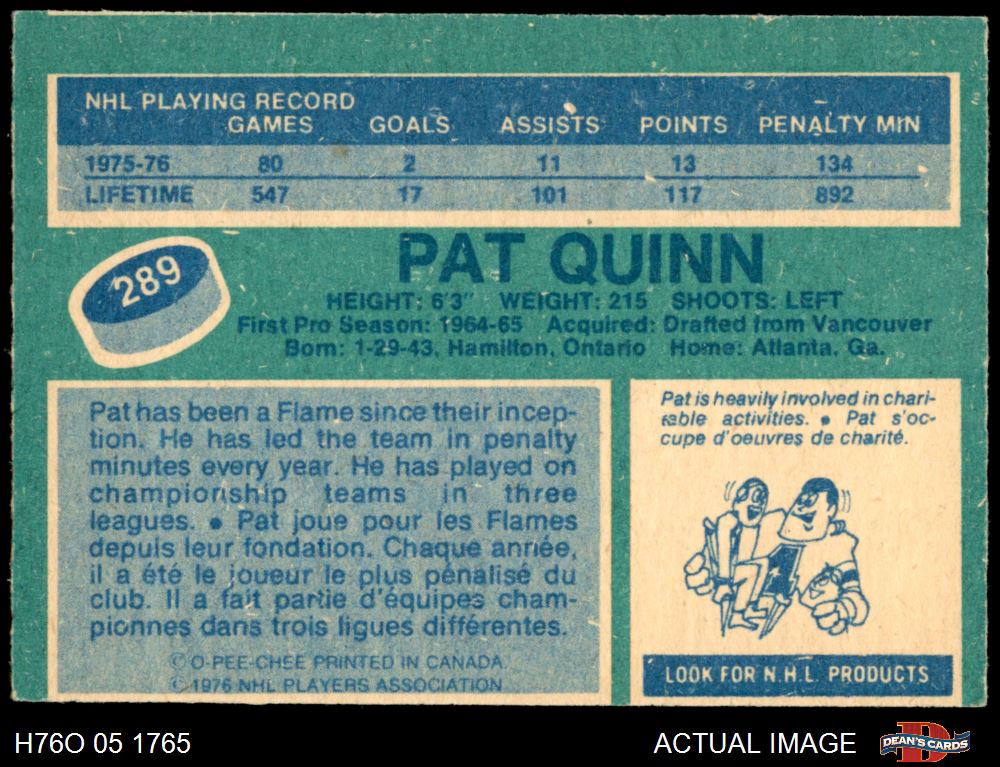 NHL PLAYING RECORD
GAMES GOALS ASSISTS POINTS PENALTY MIN
1975-76 80 2 11 13 134
LIFETIME 547 17 101 117 892
289
PAT QUINN
HEIGHT: 6'3" WEIGHT: 215 SHOOTS: LEFT
First Pro Season: 1964-65 Acquired: Drafted from Vancouver
Born: 1-29-43, Hamilton, Ontario Home: Atlanta, Ga.
Pat has been a Flame since their incep-
tion. He has led the team in penalty
minutes every year. He has played on
championship teams in three
leagues. • Pat joue pour les Flames
depuis leur fondation. Chaque année,
il a été le joueur le plus pénalisé du
club. Il a fait partie d'équipes cham-
pionnes dans trois ligues différentes.
© O-PEE-CHEE PRINTED IN CANADA.
© 1976 NHL PLAYERS ASSOCIATION
Pat is heavily involved in chari-
table activities. • Pat s'oc-
cupe d'oeuvres de charité.
LOOK FOR N.H.L. PRODUCTS
H76O 05 1765
ACTUAL IMAGE
D
DEAN'S CARDS